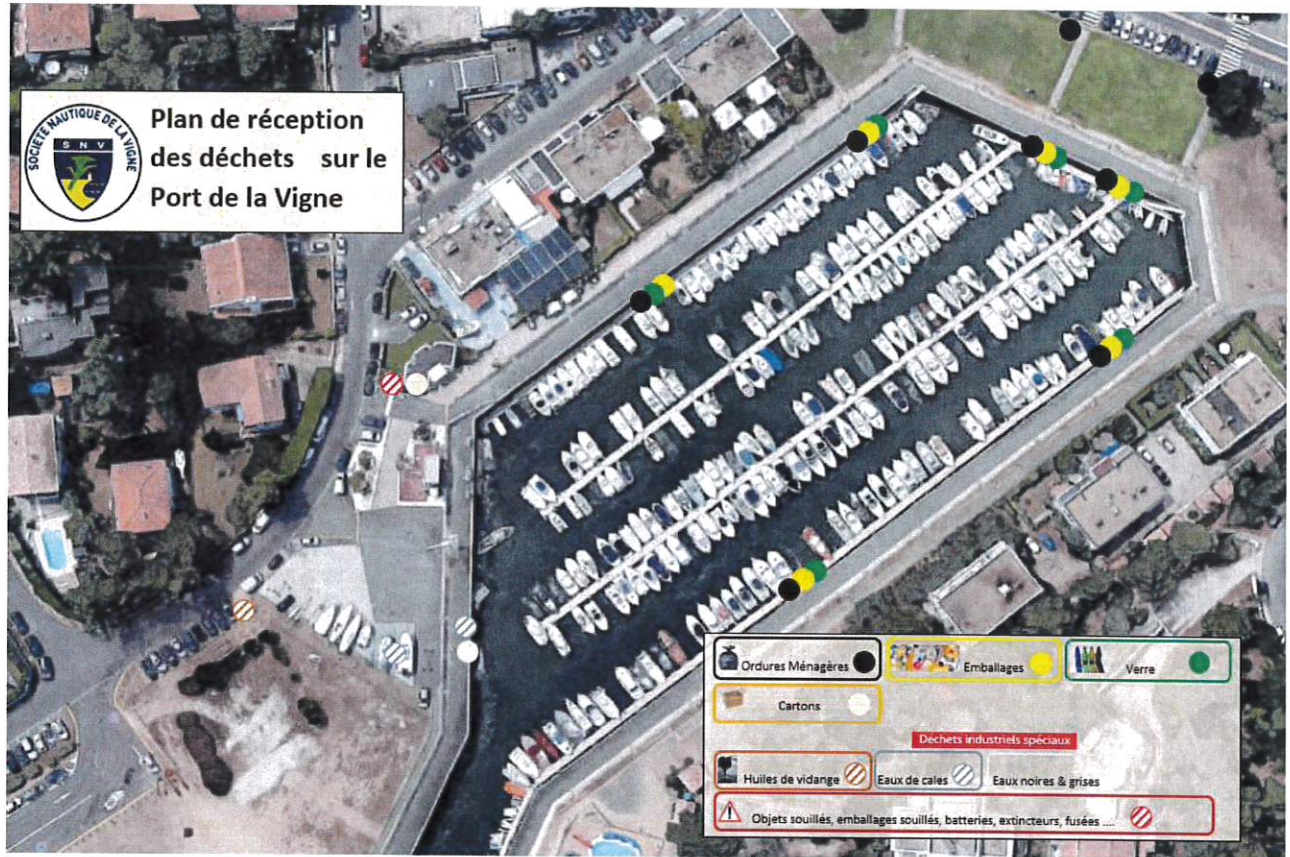 SOCIETE NAUTIQUE DE LA VIGNE
S N V
Plan de réception
des déchets sur le
Port de la Vigne
Ordures Ménagères
Emballages
Verre
Cartons
Déchets industriels spéciaux
Huiles de vidange
Eaux de cales
Eaux noires & grises
Objets souillés, emballages souillés, batteries, extincteurs, fusées ....